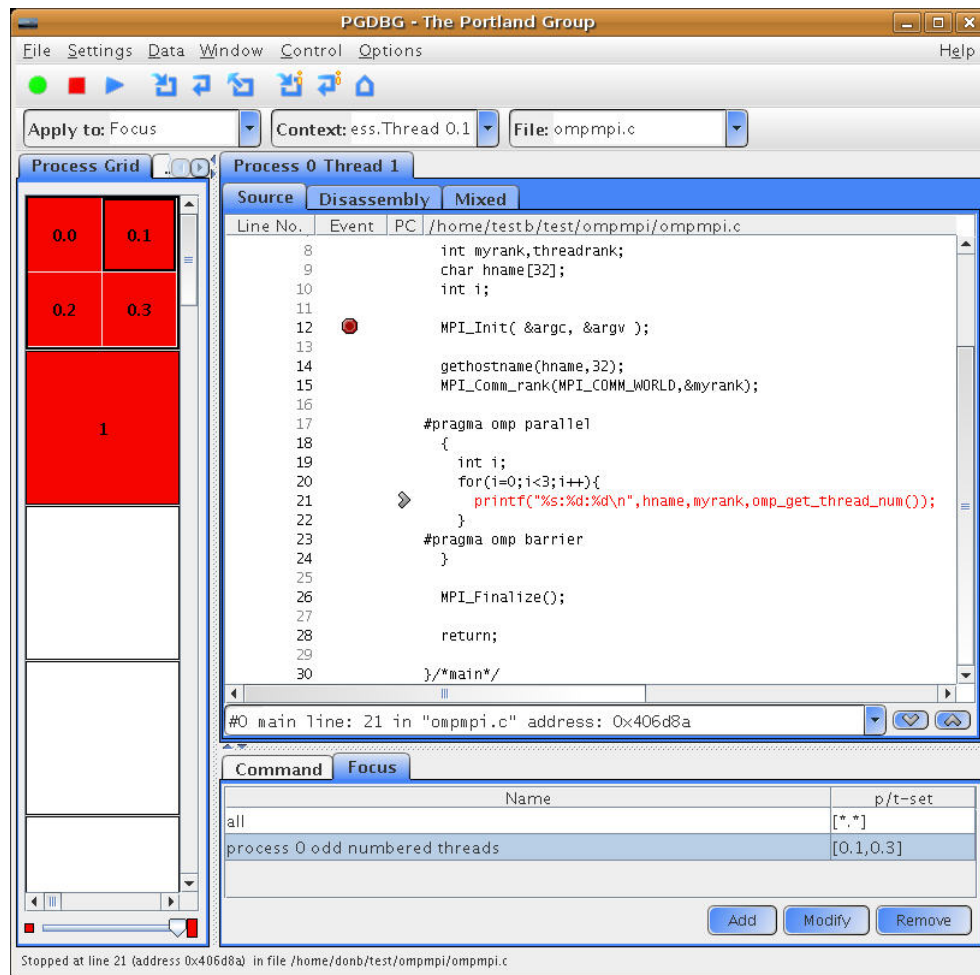 PGDBG - The Portland Group
File Settings Data Window Control Options Help
Apply to: Focus Context: ess.Thread 0.1 File: ompmpi.c
Process Grid
Process 0 Thread 1
Source Disassembly Mixed
Line No. Event PC /home/testb/test/ompmpi/ompmpi.c
0.0 0.1
0.2 0.3
1
8 int myrank,threadrank;
9 char hname[32];
10 int i;
11
12 MPI_Init( &argc, &argv );
13
14 gethostname(hname,32);
15 MPI_Comm_rank(MPI_COMM_WORLD,&myrank);
16
17 #pragma omp parallel
18 {
19 int i;
20 for(i=0;i<3;i++){
21 printf("%s:%d:%d\n",hname,myrank,omp_get_thread_num());
22 }
23 #pragma omp barrier
24 }
25
26 MPI_Finalize();
27
28 return;
29
30 }/*main*/
#0 main line: 21 in "ompmpi.c" address: 0x406d8a
Command Focus
Name p/t-set
all [*.*]
process 0 odd numbered threads [0.1,0.3]
Add Modify Remove
Stopped at line 21 (address 0x406d8a) in file /home/donb/test/ompmpi/ompmpi.c